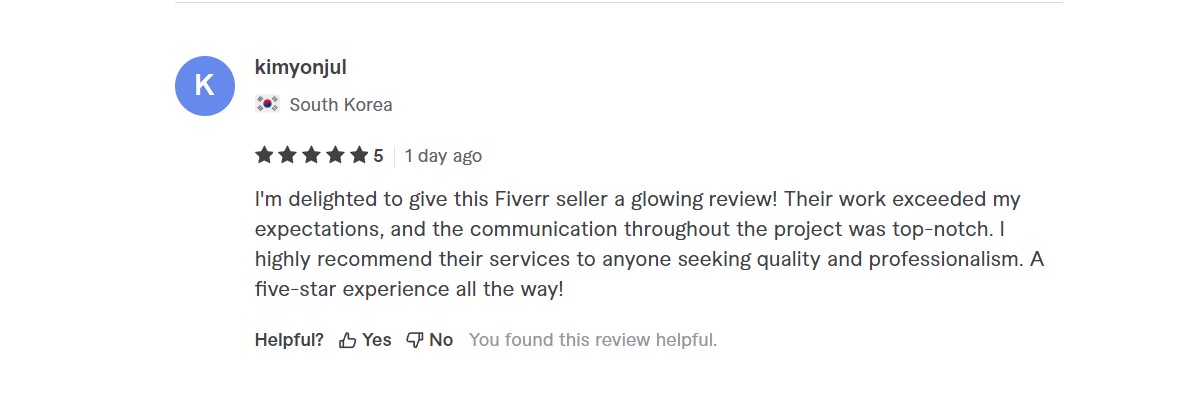 K
kimyonjul
South Korea
5 1 day ago
I'm delighted to give this Fiverr seller a glowing review! Their work exceeded my
expectations, and the communication throughout the project was top-notch. I
highly recommend their services to anyone seeking quality and professionalism. A
five-star experience all the way!
Helpful? Yes No You found this review helpful.